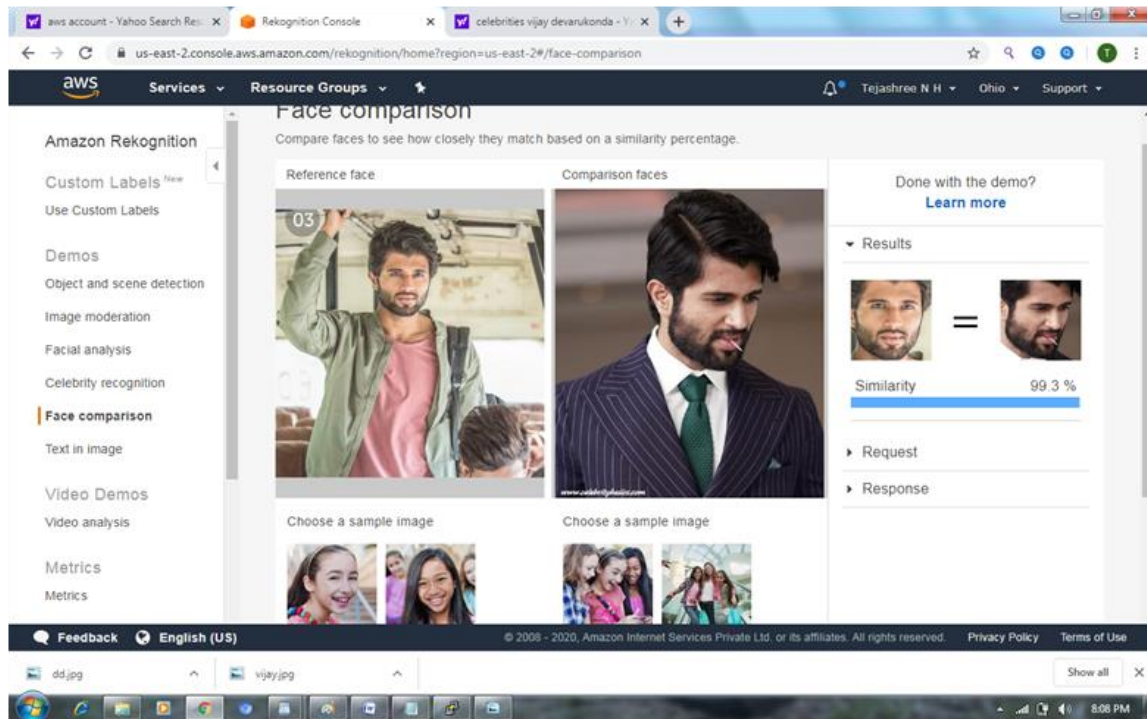 aws account - Yahoo Search Res
Rekognition Console
celebrities vijay devarukonda - Y
us-east-2.console.aws.amazon.com/rekognition/home?region=us-east-2#/face-comparison
T
aws
Services
Resource Groups
Tejashree N H
Ohio
Support
Amazon Rekognition
Custom Labels New
Use Custom Labels
Demos
Object and scene detection
Image moderation
Facial analysis
Celebrity recognition
Face comparison
Text in image
Video Demos
Video analysis
Metrics
Metrics
Face comparison
Compare faces to see how closely they match based on a similarity percentage.
Reference face
03
Comparison faces
Choose a sample image
Choose a sample image
Done with the demo?
Learn more
Results
=
Similarity 99.3 %
Request
Response
Feedback
English (US)
© 2008 - 2020, Amazon Internet Services Private Ltd. or its affiliates. All rights reserved.
Privacy Policy
Terms of Use
dd.jpg
vijay.jpg
Show all
8:08 PM